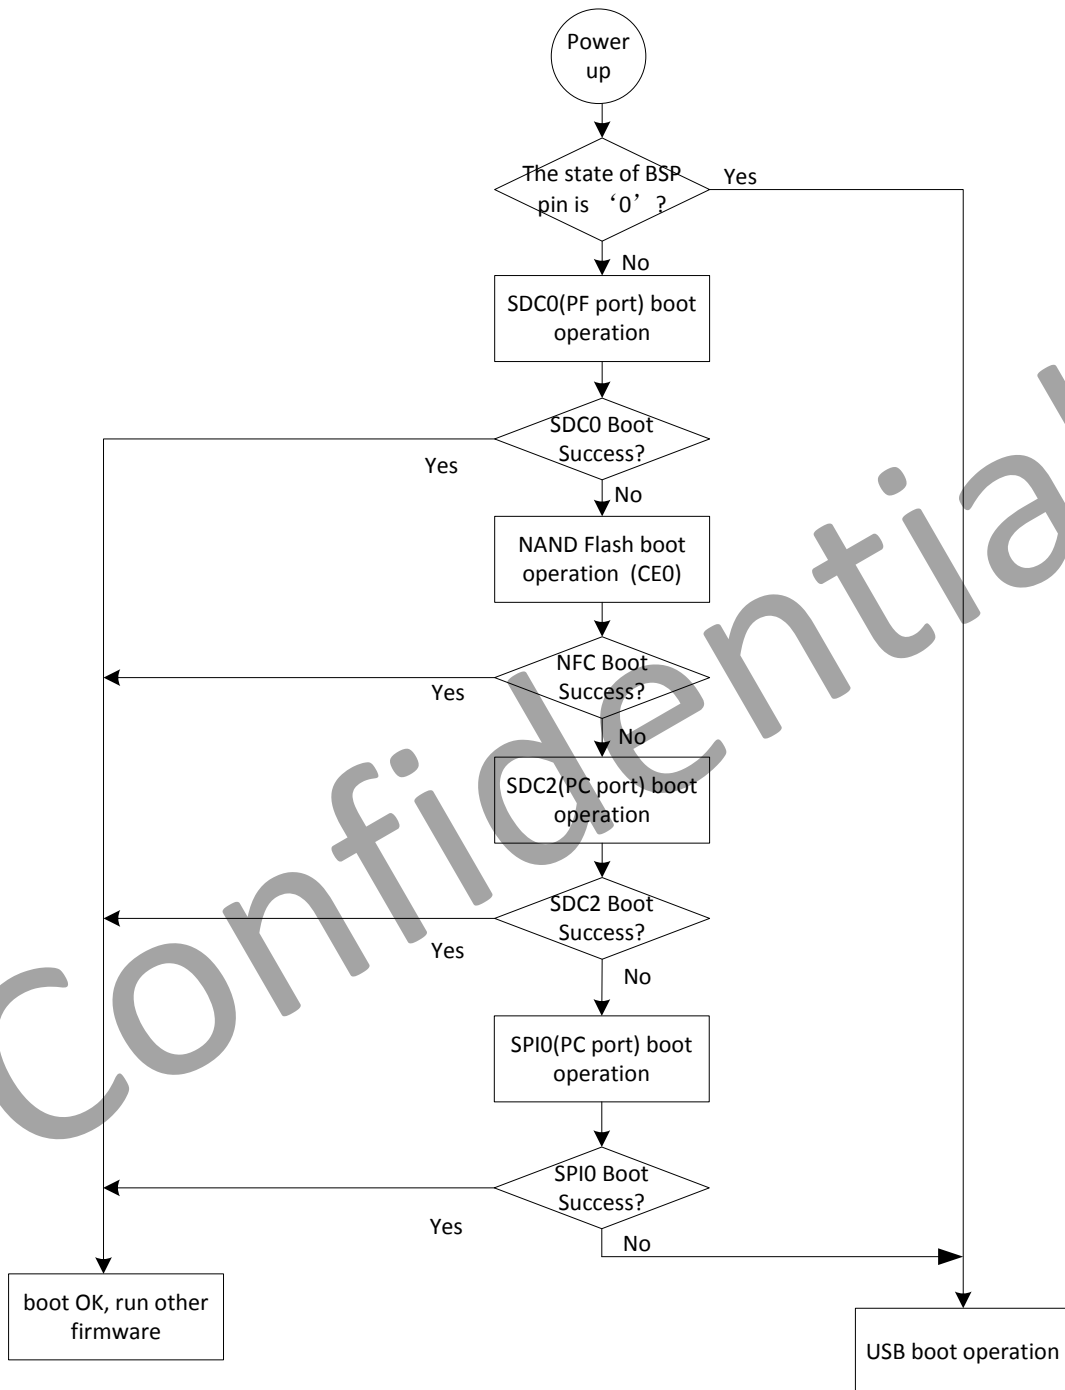 Power
up
The state of BSP
pin is ‘0’ ?
Yes
No
SDC0(PF port) boot
operation
SDC0 Boot
Success?
Yes
No
NAND Flash boot
operation (CE0)
NFC Boot
Success?
Yes
No
SDC2(PC port) boot
operation
SDC2 Boot
Success?
Yes
No
SPI0(PC port) boot
operation
SPI0 Boot
Success?
Yes
No
boot OK, run other
firmware
USB boot operation
Confidential